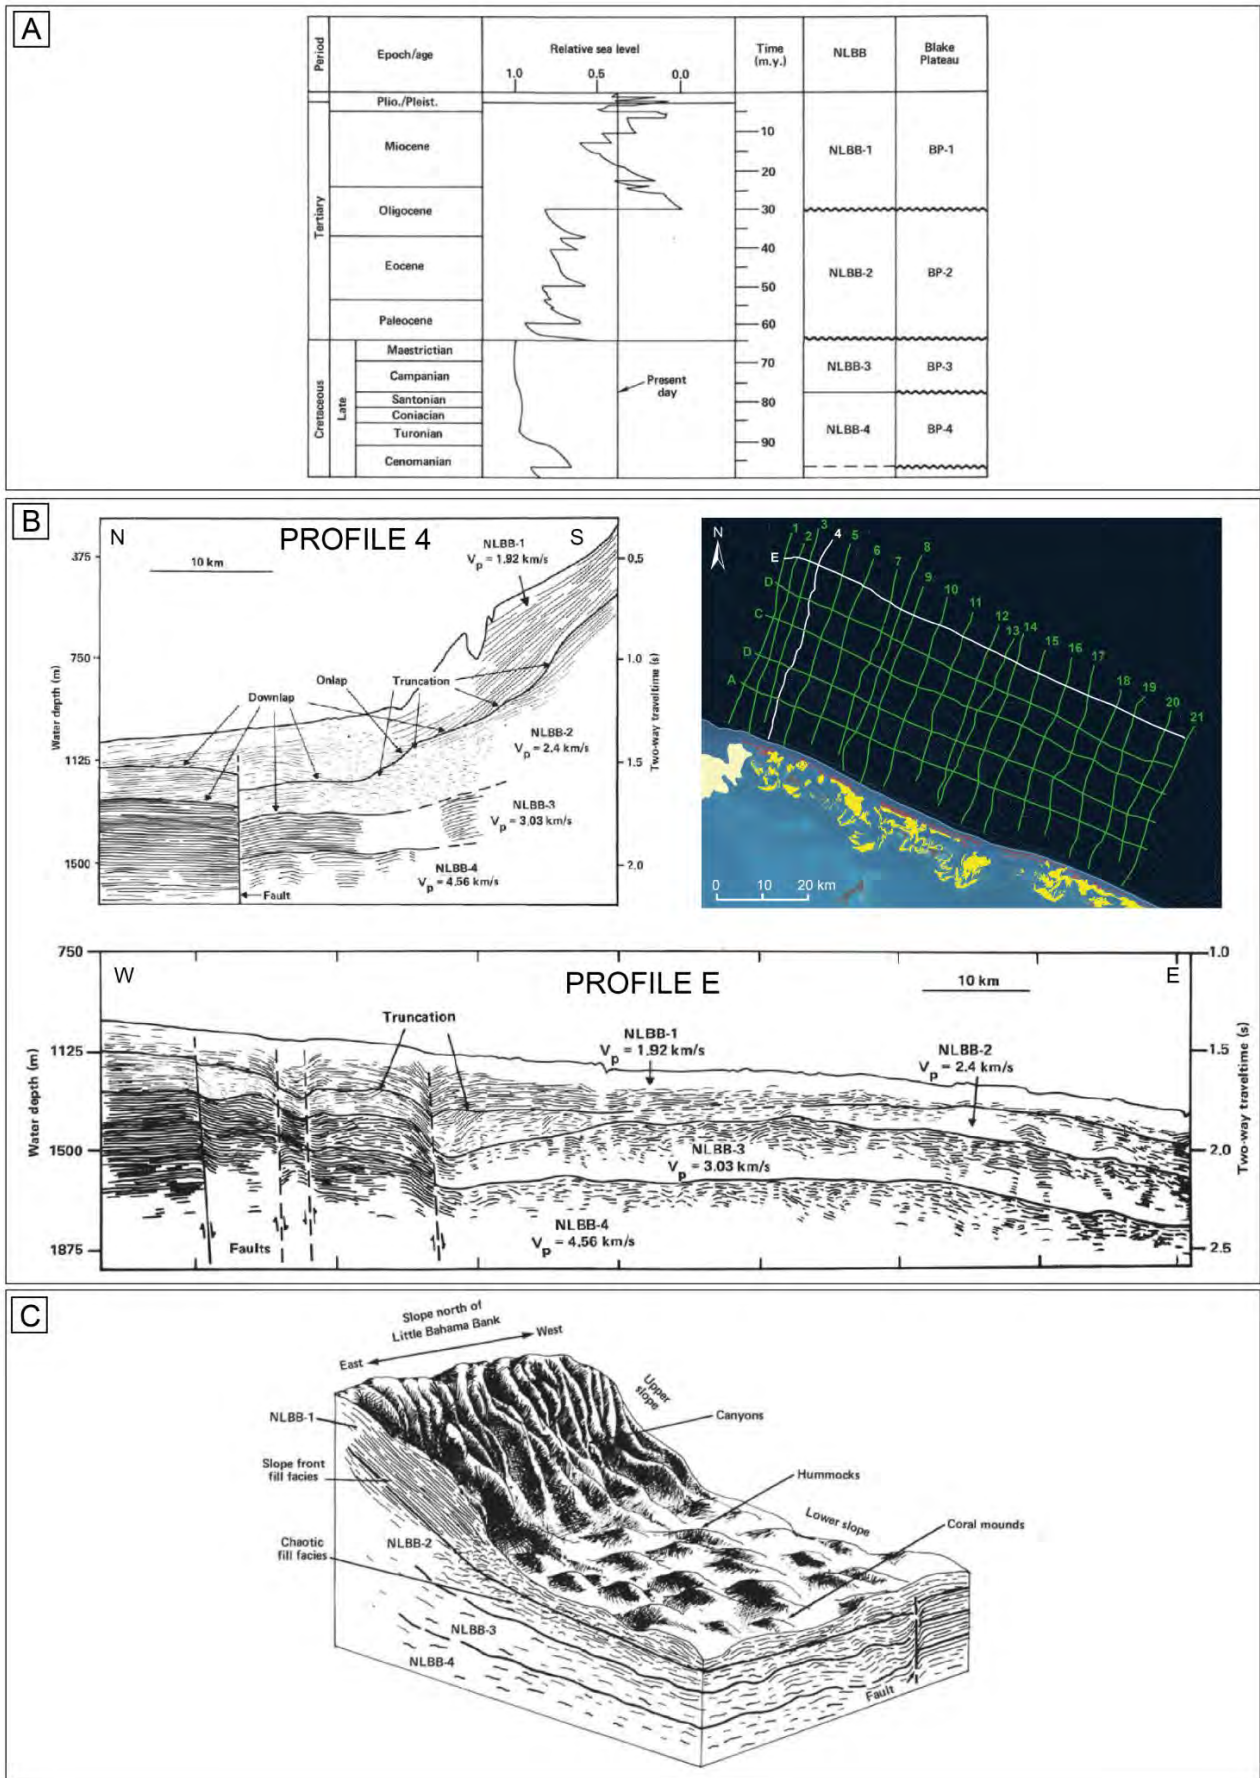 A
Period
Epoch/age
Relative sea level
1.0
0.5
0.0
Time
(m.y.)
NLBB
Blake
Plateau
Tertiary
Plio./Pleist.
Miocene
Oligocene
Eocene
Paleocene
Cretaceous
Late
Maestrictian
Campanian
Santonian
Coniacian
Turonian
Cenomanian
Present
day
10
20
30
40
50
60
70
80
90
NLBB-1
NLBB-2
NLBB-3
NLBB-4
BP-1
BP-2
BP-3
BP-4
B
N
PROFILE 4
S
10 km
NLBB-1
Vp = 1.92 km/s
Water depth (m)
375
750
1125
1500
Downlap
Onlap
Truncation
NLBB-2
Vp = 2.4 km/s
NLBB-3
Vp = 3.03 km/s
NLBB-4
Vp = 4.56 km/s
Fault
0.5
1.0
1.5
2.0
Two-way traveltime (s)
N
1
2
3
4
5
6
7
8
9
10
11
12
13
14
15
16
17
18
19
20
21
E
D
C
D
A
0 10 20 km
W
PROFILE E
E
10 km
Water depth (m)
750
1125
1500
1875
Truncation
NLBB-1
Vp = 1.92 km/s
NLBB-2
Vp = 2.4 km/s
NLBB-3
Vp = 3.03 km/s
NLBB-4
Vp = 4.56 km/s
Faults
1.0
1.5
2.0
2.5
Two-way traveltime (s)
C
Slope north of
Little Bahama Bank
East
West
Upper
slope
NLBB-1
Canyons
Slope front
fill facies
Hummocks
Lower slope
Coral mounds
Chaotic
fill facies
NLBB-2
NLBB-3
NLBB-4
Fault